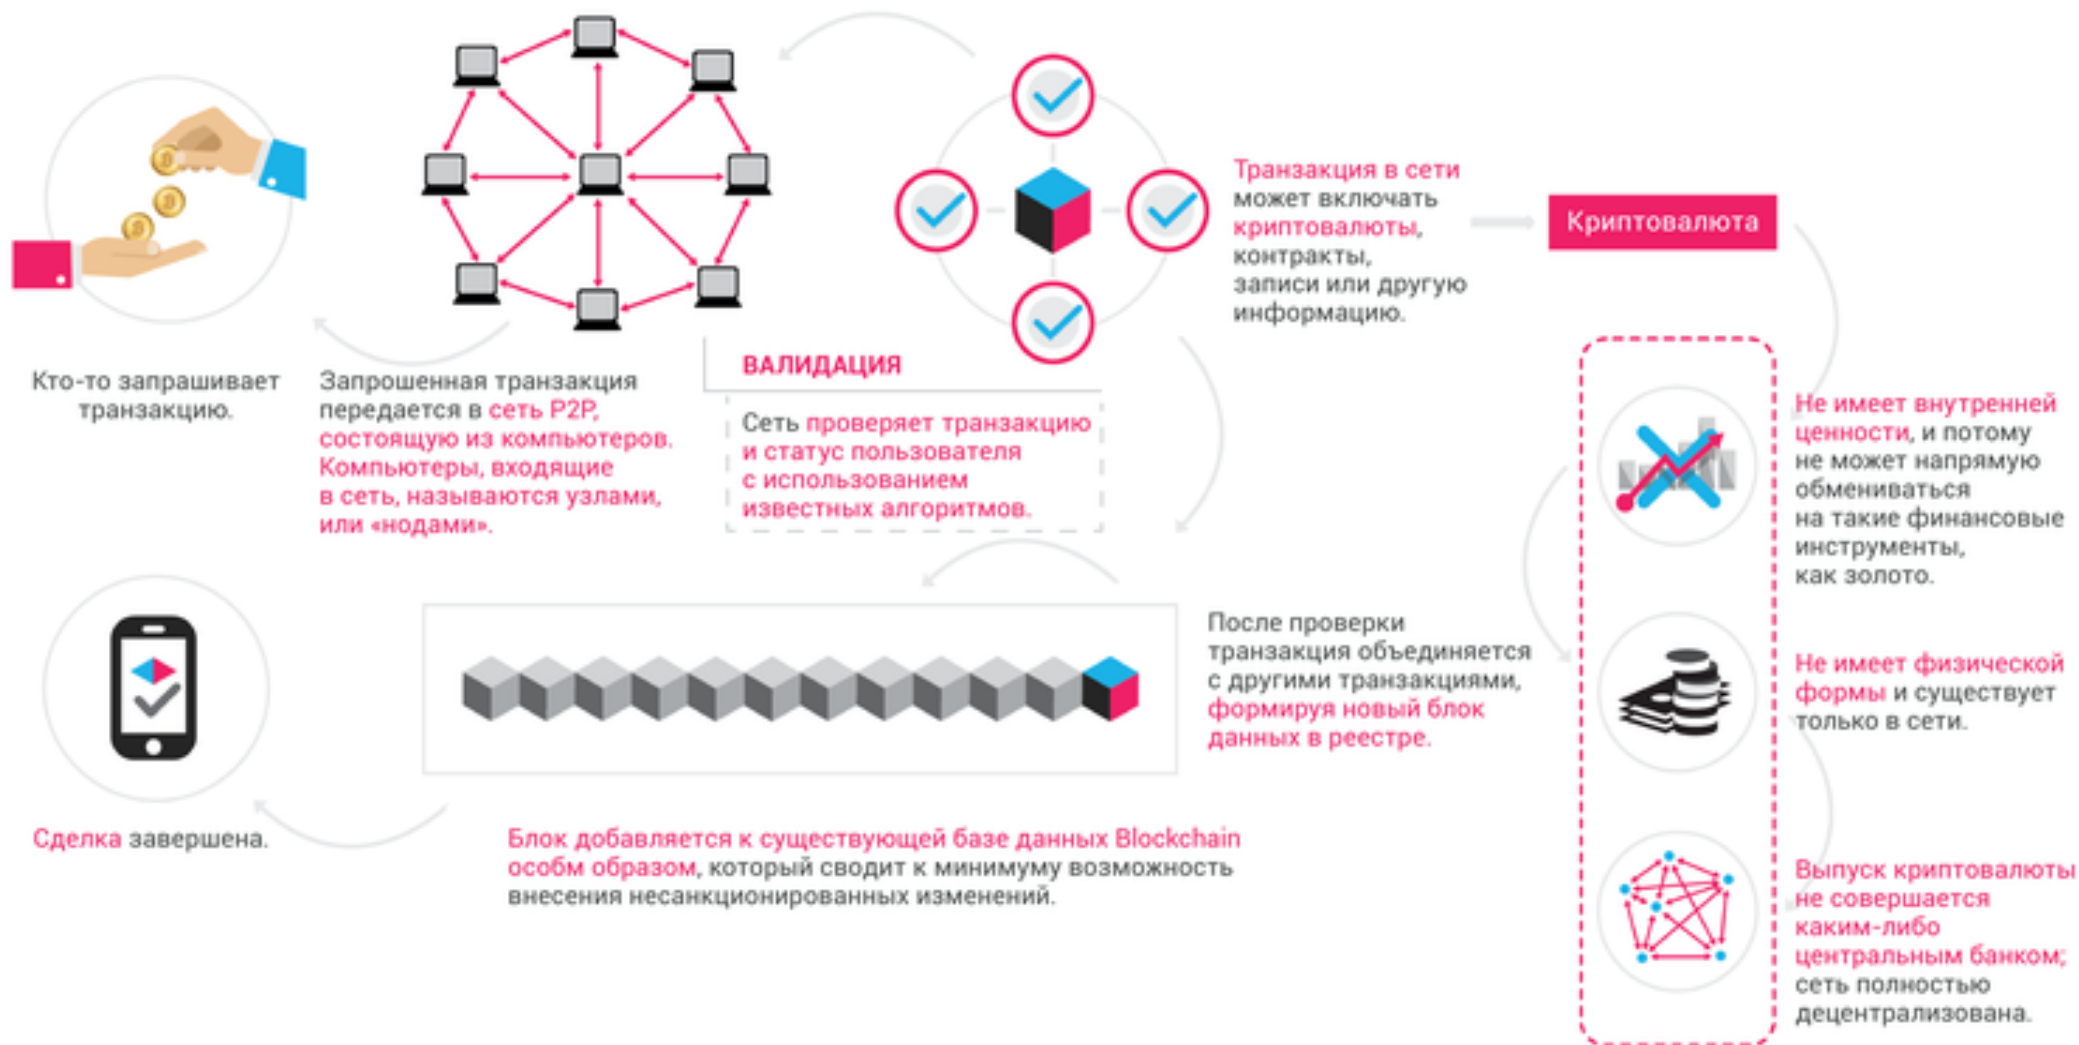 Кто-то запрашивает
транзакцию.
Запрошенная транзакция
передается в сеть P2P,
состоящую из компьютеров.
Компьютеры, входящие
в сеть, называются узлами,
или «нодами».
ВАЛИДАЦИЯ
Сеть проверяет транзакцию
и статус пользователя
с использованием
известных алгоритмов.
Транзакция в сети
может включать
криптовалюты,
контракты,
записи или другую
информацию.
Криптовалюта
Не имеет внутренней
ценности, и потому
не может напрямую
обмениваться
на такие финансовые
инструменты,
как золото.
Не имеет физической
формы и существует
только в сети.
Выпуск криптовалюты
не совершается
каким-либо
центральным банком;
сеть полностью
децентрализована.
После проверки
транзакция объединяется
с другими транзакциями,
формируя новый блок
данных в реестре.
Блок добавляется к существующей базе данных Blockchain
особм образом, который сводит к минимуму возможность
внесения несанкционированных изменений.
Сделка завершена.